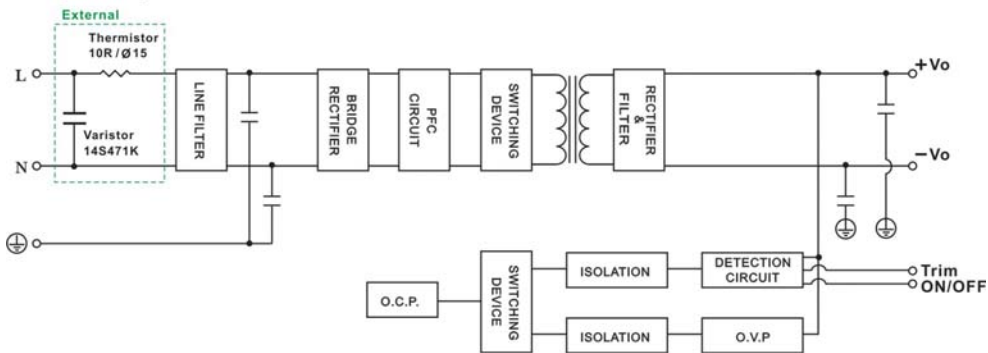 External
Thermistor
10R/Ø15
L
Varistor
14S471K
N
LINE FILTER
BRIDGE
RECTIFIER
PFC
CIRCUIT
SWITCHING
DEVICE
RECTIFIER
&
FILTER
+Vo
-Vo
O.C.P.
SWITCHING
DEVICE
ISOLATION
DETECTION
CIRCUIT
Trim
ON/OFF
ISOLATION
O.V.P